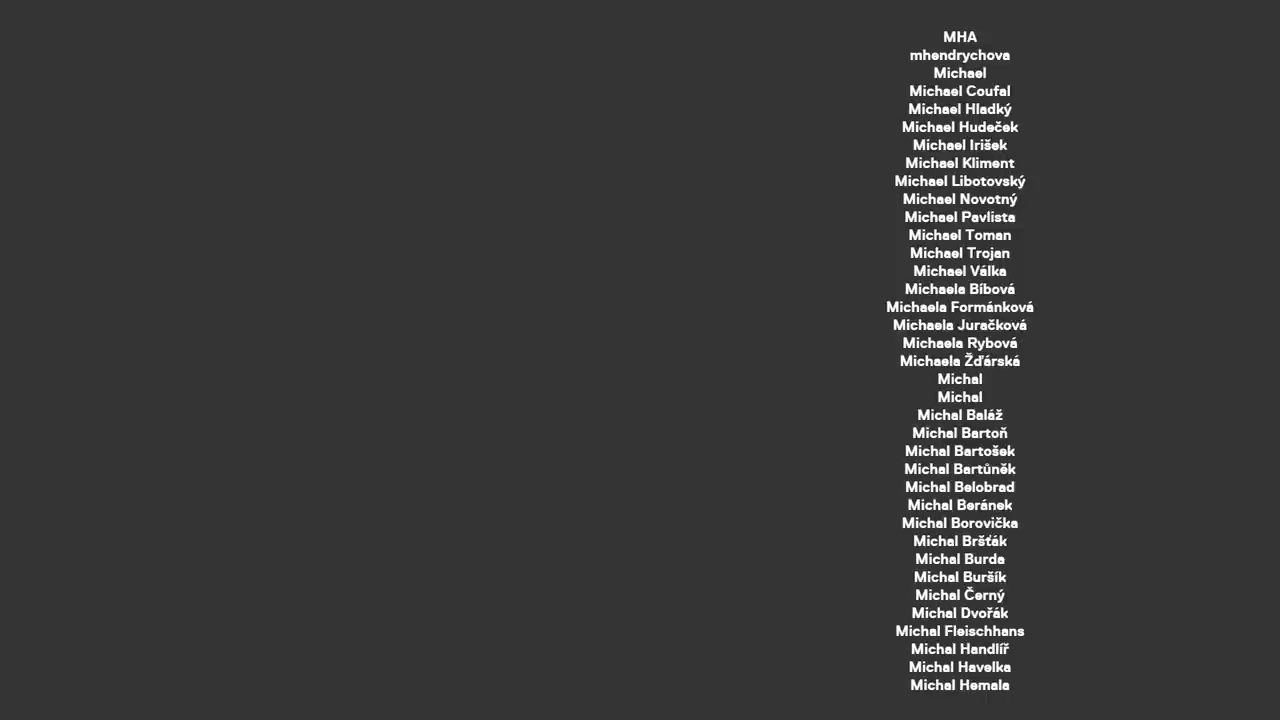 MHA
mhendrychova
Michael
Michael Coufal
Michael Hladký
Michael Hudeček
Michael Irišek
Michael Kliment
Michael Libotovský
Michael Novotný
Michael Pavlista
Michael Toman
Michael Trojan
Michael Válka
Michaela Bíbová
Michaela Formánková
Michaela Juračková
Michaela Rybová
Michaela Žďárská
Michal
Michal
Michal Baláž
Michal Bartoň
Michal Bartošek
Michal Bartůněk
Michal Belobrad
Michal Beránek
Michal Borovička
Michal Bršťák
Michal Burda
Michal Buršík
Michal Černý
Michal Dvořák
Michal Fleischhans
Michal Handlíř
Michal Havelka
Michal Hemala